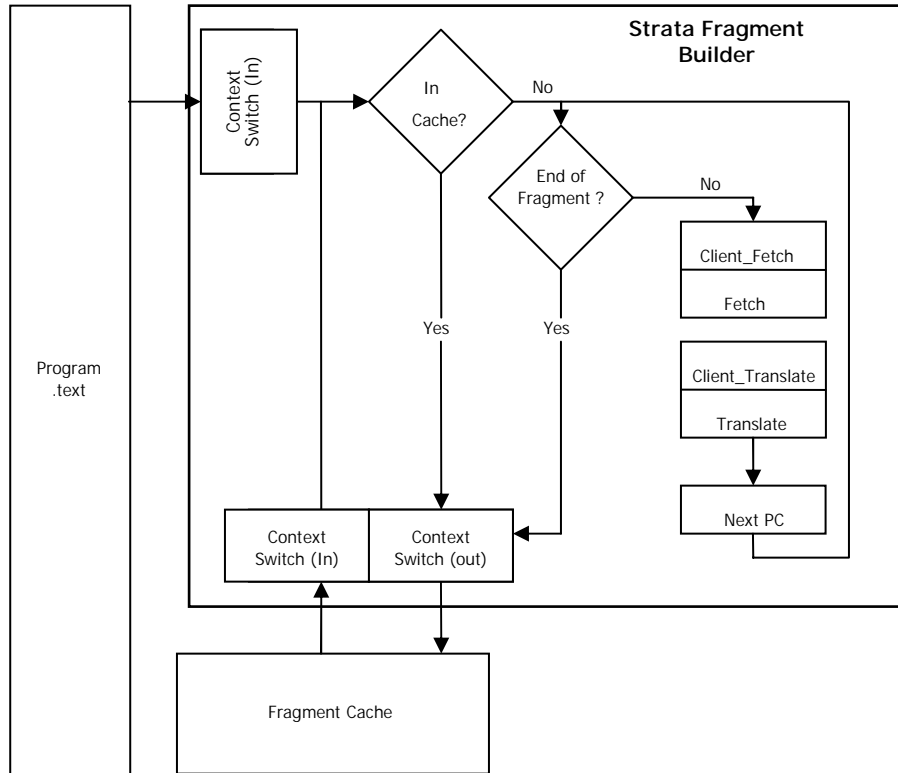 Strata Fragment
Builder
Context
Switch (In)
In
Cache?
No
End of
Fragment ?
No
Client_Fetch
Fetch
Yes
Yes
Program
.text
Client_Translate
Translate
Next PC
Context
Switch (In)
Context
Switch (out)
Fragment Cache